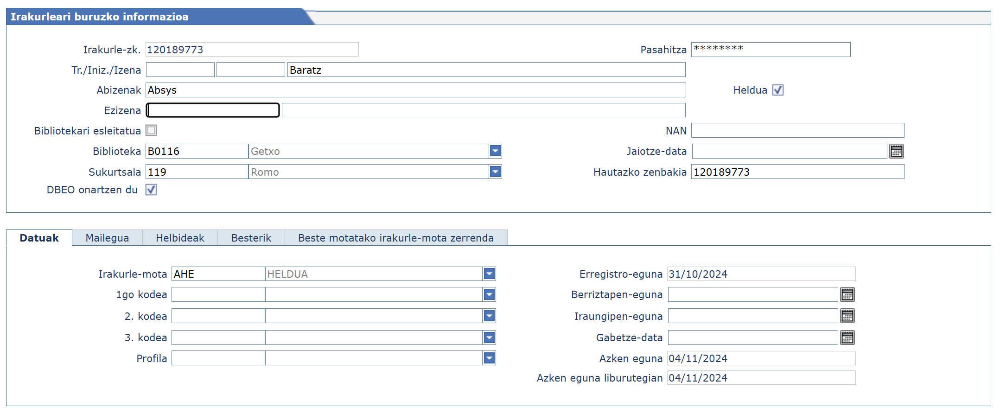 Irakurleari buruzko informazioa
Irakurle-zk. 120189773 Pasahitza ********
Tr./Iniz./Izena Baratz
Abizenak Absys Heldua
Ezizena
Bibliotekari esleitatua NAN
Biblioteka B0116 Getxo Jaiotze-data
Sukurtsala 119 Romo Hautazko zenbakia 120189773
DBEO onartzen du
Datuak Mailegua Helbideak Besterik Beste motatako irakurle-mota zerrenda
Irakurle-mota AHE HELDUA Erregistro-eguna 31/10/2024
1go kodea Berriztapen-eguna
2. kodea Iraungipen-eguna
3. kodea Gabetze-data
Profila Azken eguna 04/11/2024
Azken eguna liburutegian 04/11/2024